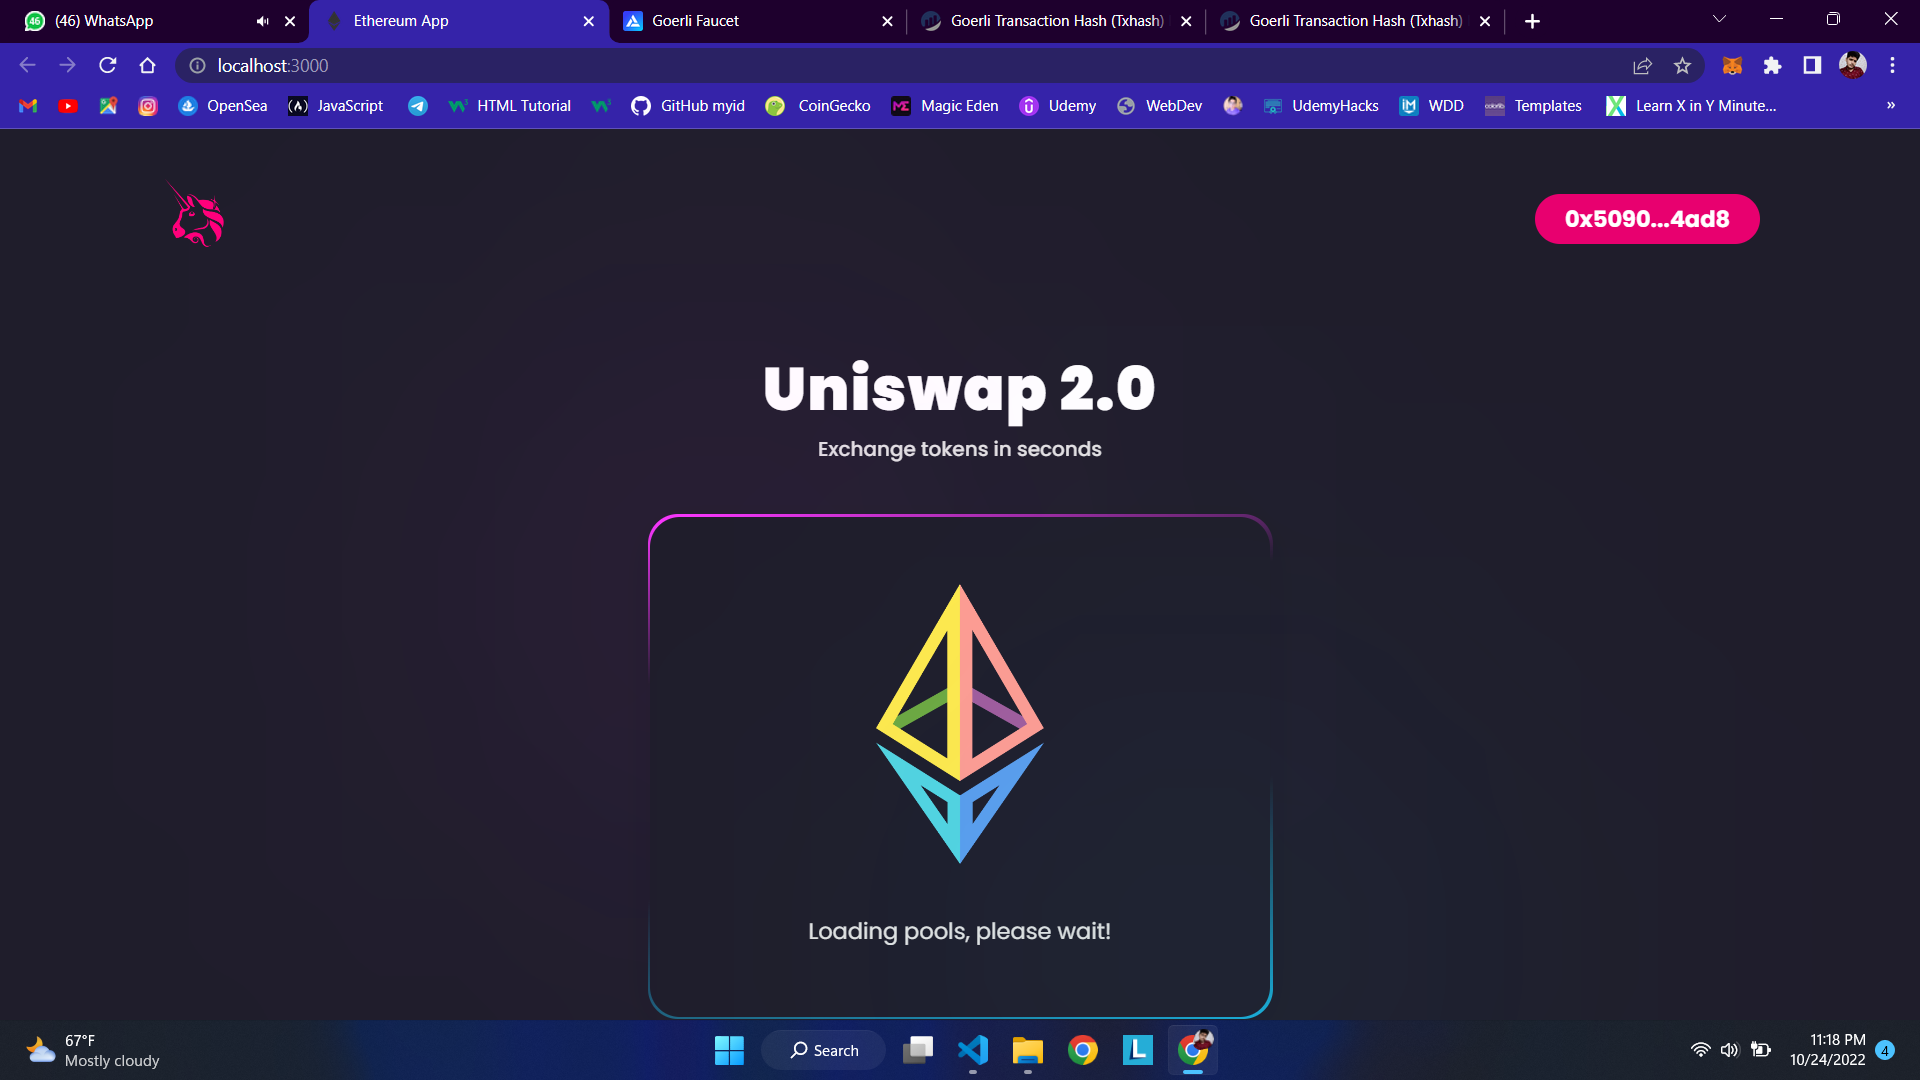 46 (46) WhatsApp Ethereum App Goerli Faucet Goerli Transaction Hash (Txhash) Goerli Transaction Hash (Txhash)
localhost:3000
OpenSea (A) JavaScript HTML Tutorial GitHub myid CoinGecko ME Magic Eden Udemy WebDev UdemyHacks WDD Templates Learn X in Y Minute... »
0x5090...4ad8
Uniswap 2.0
Exchange tokens in seconds
Loading pools, please wait!
67°F
Mostly cloudy
Search
L
11:18 PM
10/24/2022
4